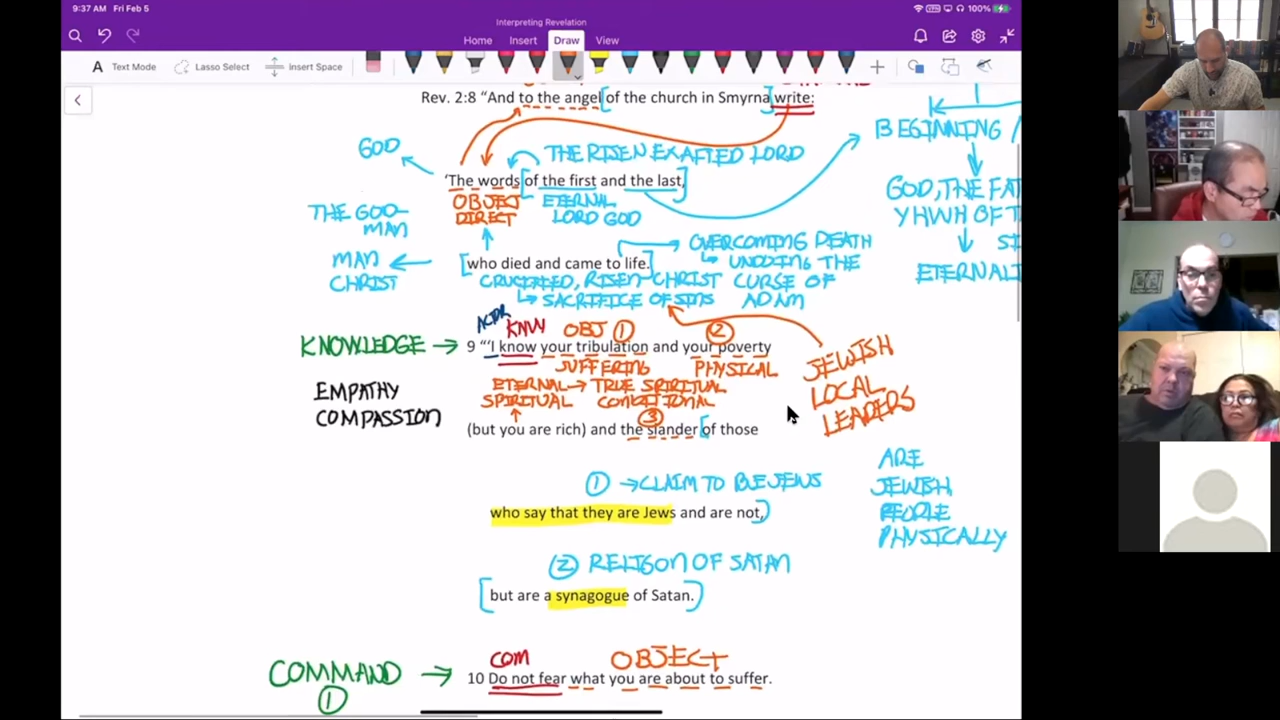 9:37 AM Fri Feb 5
100%
Interpreting Revelation
Home Insert Draw View
Text Mode Lasso Select Insert Space
Rev. 2:8 “And to the angel [of the church in Smyrna] write:
BEGINNING /
GOD
THE RISEN EXALTED LORD
‘The words [of the first and the last,]
OBJECT ETERNAL
DIRECT LORD GOD
GOD, THE FAT
YHWH OF T
SI
ETERNALI
THE GOD-
MAN
MAN
CHRIST
OVERCOMING DEATH
[who died and came to life.] ↳ UNDOING THE
CRUCIFIED, RISEN CHRIST CURSE OF
↳ SACRIFICE OF SINS ADAM
ACTOR KNW OBJ ① ②
KNOWLEDGE → 9 “‘I know your tribulation and your poverty
SUFFERING PHYSICAL
EMPATHY
COMPASSION
ETERNAL → TRUE SPIRITUAL
SPIRITUAL CONDITIONAL
③
(but you are rich) and the slander [of those
JEWISH
LOCAL
LEADERS
① → CLAIM TO BE JEWS
who say that they are Jews and are not,)
ARE
JEWISH
PEOPLE
PHYSICALLY
② RELIGION OF SATAN
[but are a synagogue of Satan.)
COM OBJECT
COMMAND → 10 Do not fear what you are about to suffer.
①